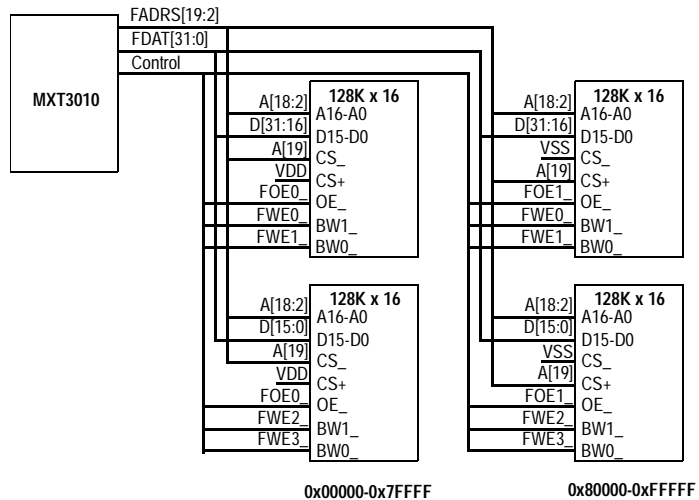 FADRS[19:2]
FDAT[31:0]
Control
MXT3010
128K x 16
A[18:2] A16-A0
D[31:16] D15-D0
A[19] CS_
VDD CS+
FOE0_ OE_
FWE0_ BW1_
FWE1_ BW0_
128K x 16
A[18:2] A16-A0
D[31:16] D15-D0
VSS CS_
A[19] CS+
FOE1_ OE_
FWE0_ BW1_
FWE1_ BW0_
128K x 16
A[18:2] A16-A0
D[15:0] D15-D0
A[19] CS_
VDD CS+
FOE0_ OE_
FWE2_ BW1_
FWE3_ BW0_
128K x 16
A[18:2] A16-A0
D[15:0] D15-D0
VSS CS_
A[19] CS+
FOE1_ OE_
FWE2_ BW1_
FWE3_ BW0_
0x00000-0x7FFFF
0x80000-0xFFFFF